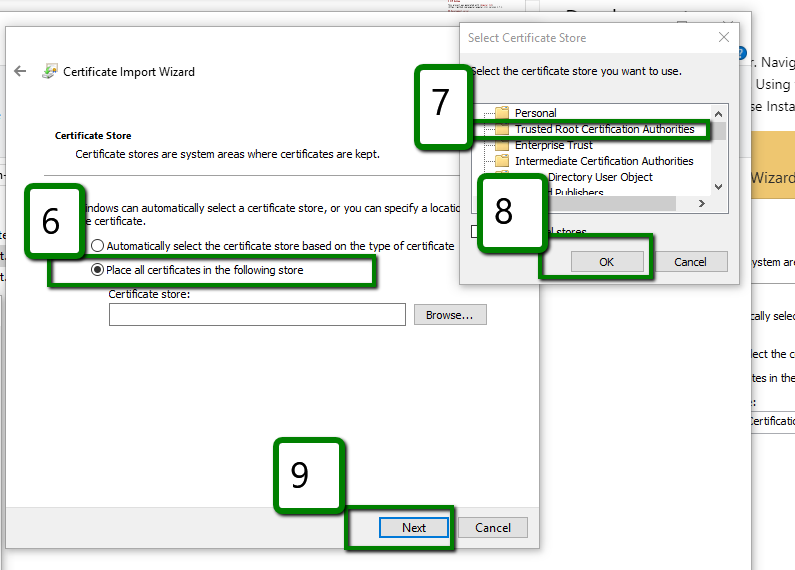 Certificate Import Wizard
Certificate Store
Certificate stores are system areas where certificates are kept.
6
indows can automatically select a certificate store, or you can specify a locatio
e certificate.
Automatically select the certificate store based on the type of certificate
Place all certificates in the following store
Certificate store:
Browse...
9
Next
Cancel
Select Certificate Store
Select the certificate store you want to use.
7
Personal
Trusted Root Certification Authorities
Enterprise Trust
Intermediate Certification Authorities
Directory User Object
d Publishers
8
al stores
OK
Cancel
r. Navig
Using
se Insta
Wizard
ystem are
cally selec
lect the c
tes in the
e:
Certificatio